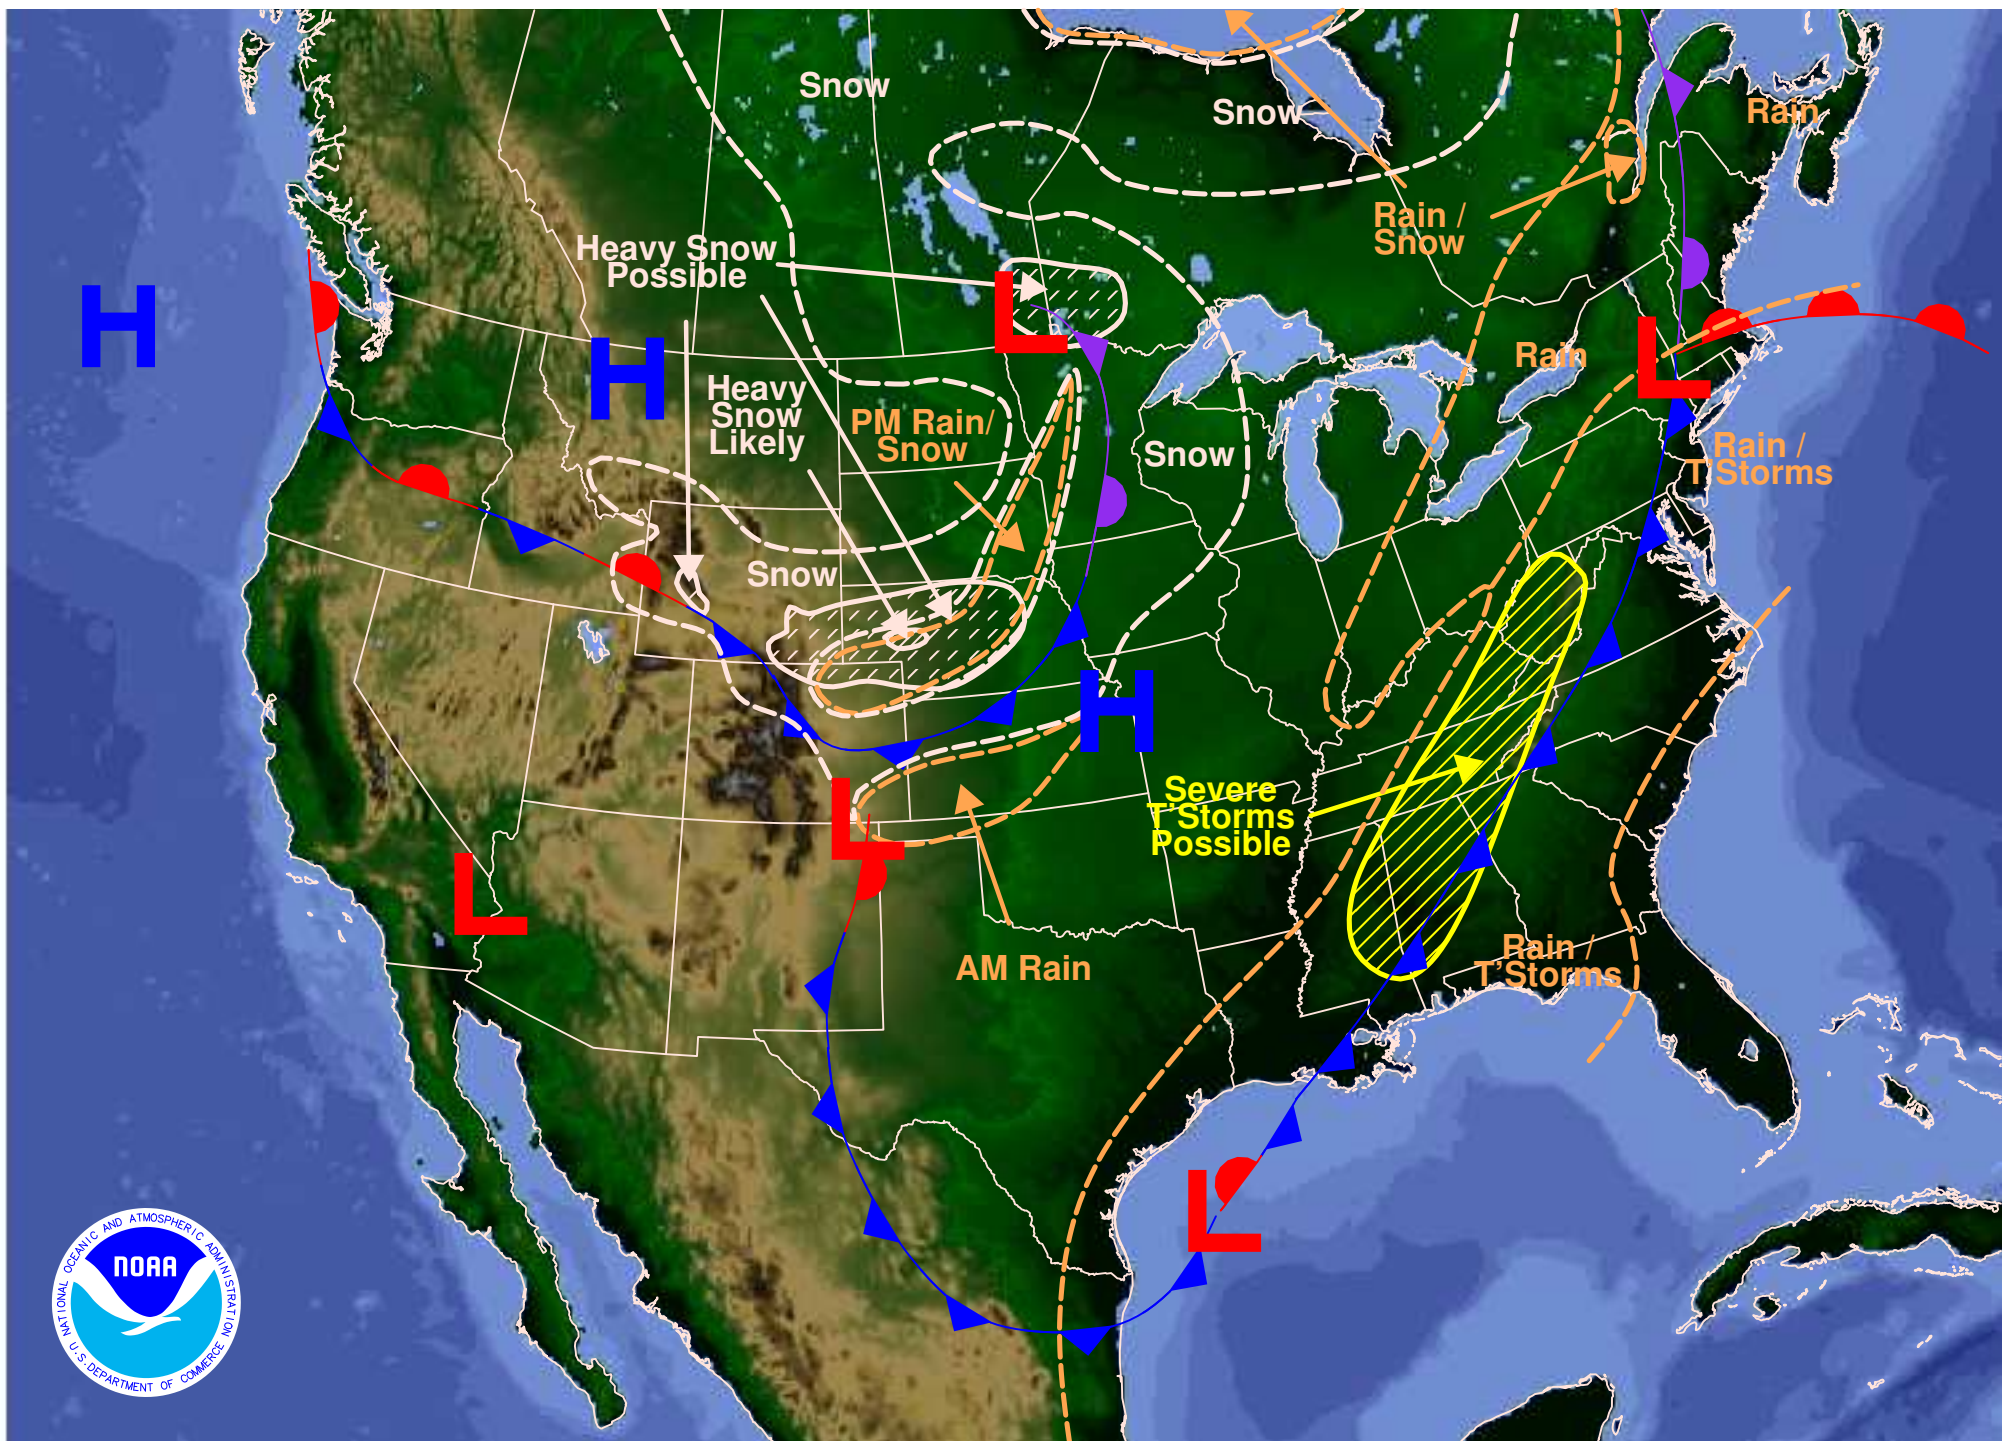 Snow
Snow
Rain
Rain /
Snow
Heavy Snow
Possible
H
H
L
Rain
L
Heavy
Snow
Likely
PM Rain/
Snow
Snow
Rain /
T'Storms
Snow
H
Severe
T'Storms
Possible
L
L
AM Rain
Rain /
T'Storms
L
NATIONAL OCEANIC AND ATMOSPHERIC ADMINISTRATION
NOAA
U.S. DEPARTMENT OF COMMERCE